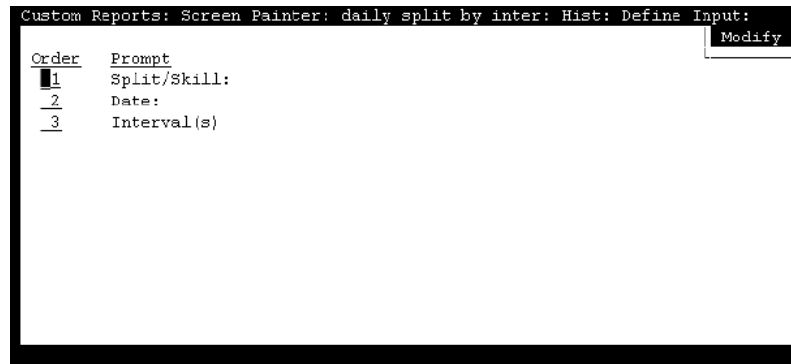 Custom Reports: Screen Painter: daily split by inter: Hist: Define Input:
Modify
Order Prompt
1 Split/Skill:
2 Date:
3 Interval(s)